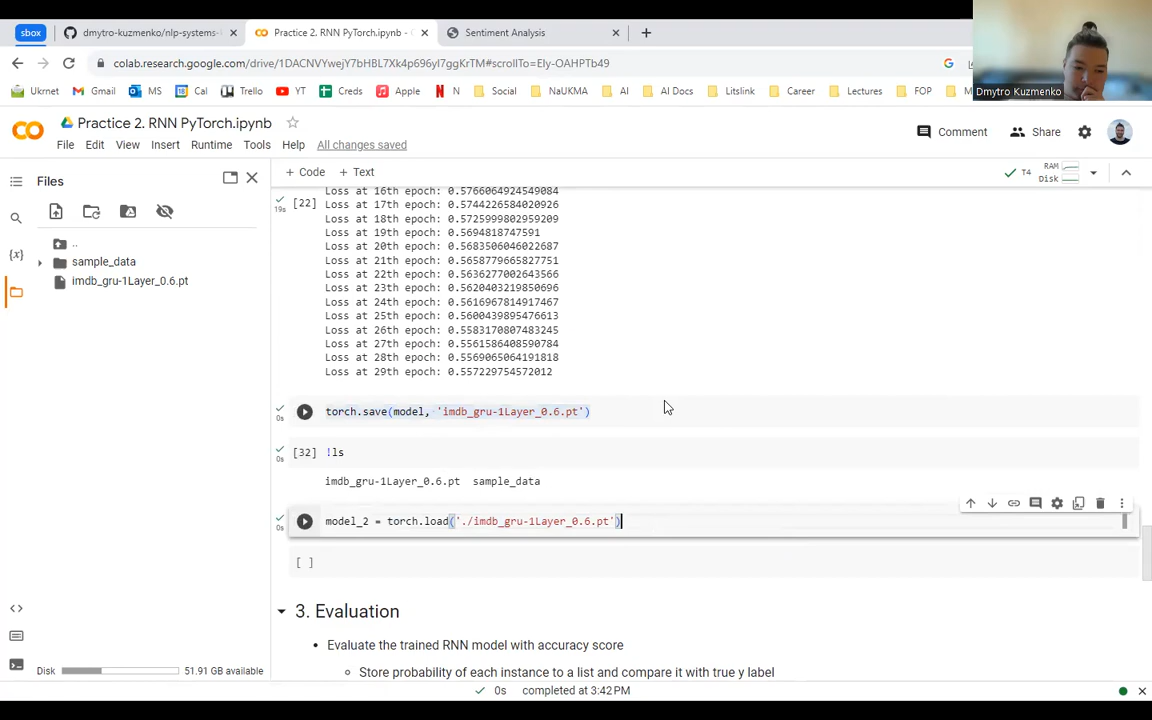 sbox
dmytro-kuzmenko/nlp-systems-
Practice 2. RNN PyTorch.ipynb -
Sentiment Analysis
colab.research.google.com/drive/1DACNVYwejY7bHBL7Xk4p696yI7ggKrTM#scrollTo=Ely-OAHPTb49
Ukrnet
Gmail
MS
Cal
Trello
YT
Creds
Apple
N
Social
NaUKMA
AI
AI Docs
Litslink
Career
Lectures
FOP
Dmytro Kuzmenko
Practice 2. RNN PyTorch.ipynb
File Edit View Insert Runtime Tools Help All changes saved
Comment
Share
Files
+ Code + Text
T4
RAM
Disk
..
sample_data
imdb_gru-1Layer_0.6.pt
[22]
19s
Loss at 16th epoch: 0.5766064924549084
Loss at 17th epoch: 0.5744226584020926
Loss at 18th epoch: 0.5725999802959209
Loss at 19th epoch: 0.5694818747591
Loss at 20th epoch: 0.5683506046022687
Loss at 21th epoch: 0.5658779665827751
Loss at 22th epoch: 0.5636277002643566
Loss at 23th epoch: 0.5620403219850696
Loss at 24th epoch: 0.5616967814917467
Loss at 25th epoch: 0.5600439895476613
Loss at 26th epoch: 0.5583170807483245
Loss at 27th epoch: 0.5561586408590784
Loss at 28th epoch: 0.5569065064191818
Loss at 29th epoch: 0.557229754572012
0s
torch.save(model, 'imdb_gru-1Layer_0.6.pt')
0s
[32] !ls
imdb_gru-1Layer_0.6.pt sample_data
0s
model_2 = torch.load('./imdb_gru-1Layer_0.6.pt')
[ ]
3. Evaluation
• Evaluate the trained RNN model with accuracy score
Store probability of each instance to a list and compare it with true y label
Disk
51.91 GB available
0s completed at 3:42 PM